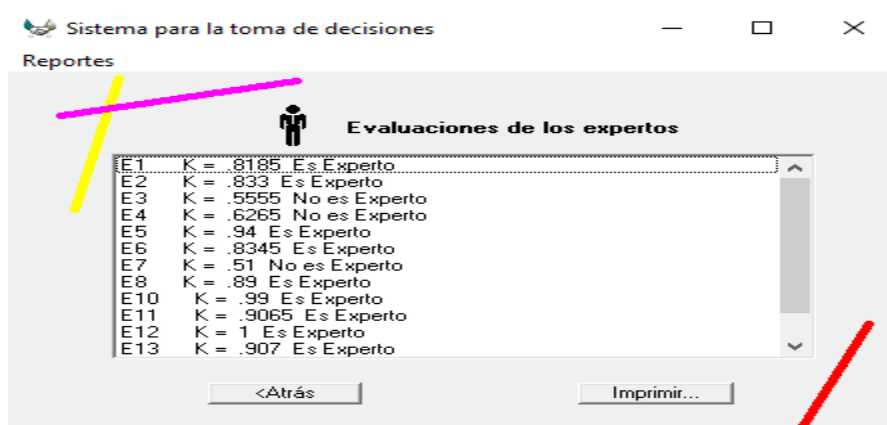 Sistema para la toma de decisiones
Reportes
Evaluaciones de los expertos
E1 K = .8185 Es Experto
E2 K = .833 Es Experto
E3 K = .5555 No es Experto
E4 K = .6265 No es Experto
E5 K = .94 Es Experto
E6 K = .8345 Es Experto
E7 K = .51 No es Experto
E8 K = .89 Es Experto
E10 K = .99 Es Experto
E11 K = .9065 Es Experto
E12 K = 1 Es Experto
E13 K = .907 Es Experto
<Atrás Imprimir...